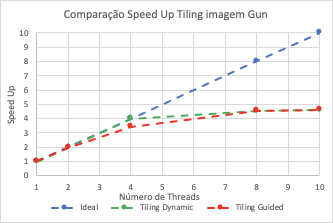 Comparação Speed Up Tiling imagem Gun
Speed Up
10
9
8
7
6
5
4
3
2
1
0
1 2 3 4 5 6 7 8 9 10
Número de Threads
Ideal Tiling Dynamic Tiling Guided